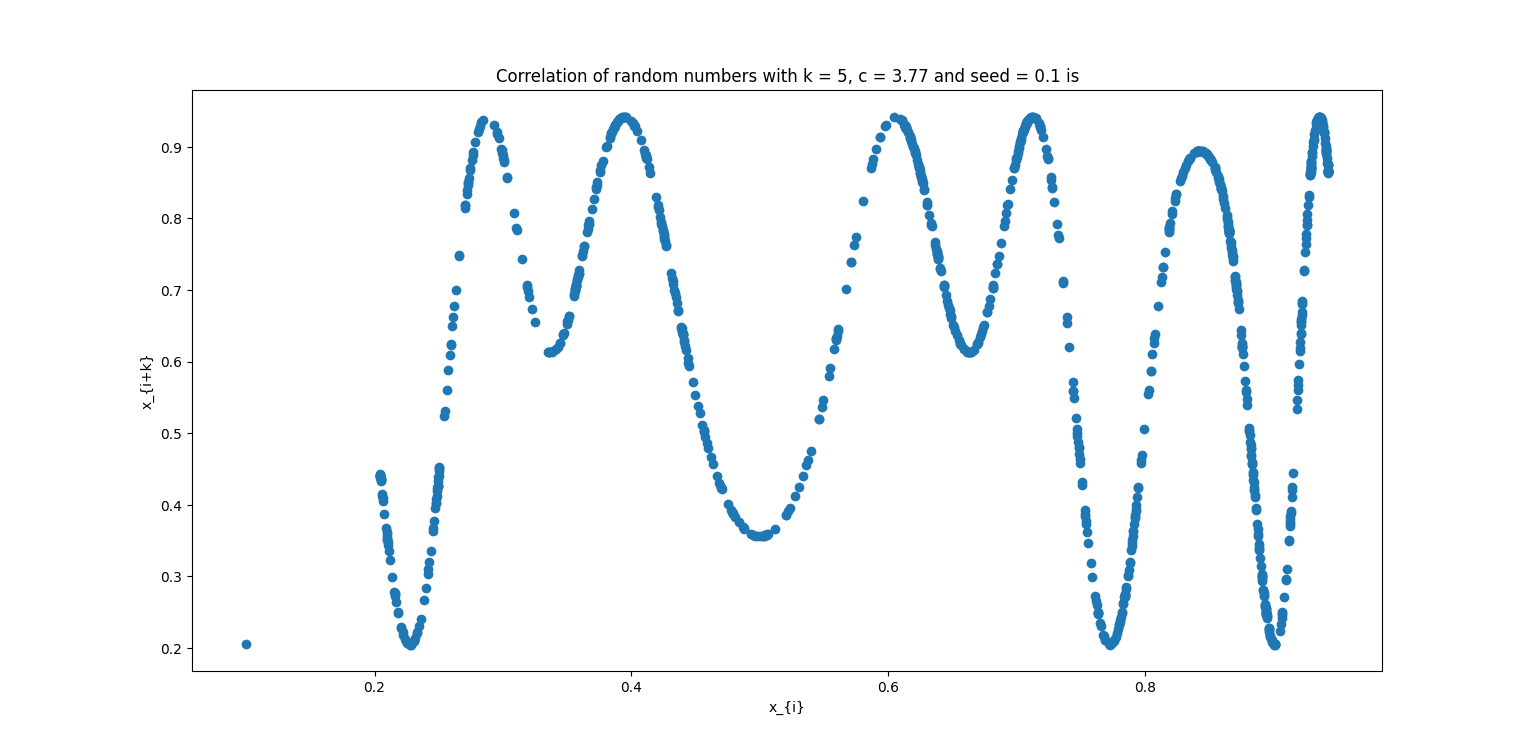 Correlation of random numbers with k = 5, c = 3.77 and seed = 0.1 is
0.9
0.8
0.7
0.6
x_{i+k}
0.5
0.4
0.3
0.2
0.2 0.4 0.6 0.8
x_{i}